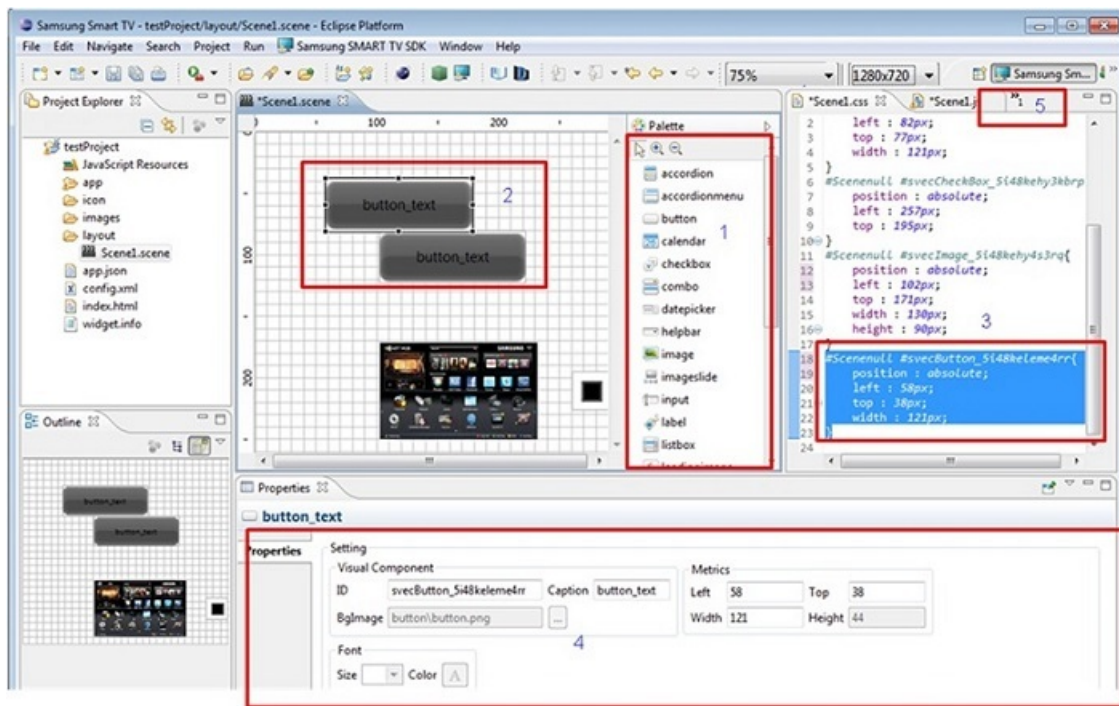 Samsung Smart TV - testProject/layout/Scene1.scene - Eclipse Platform
File Edit Navigate Search Project Run Samsung SMART TV SDK Window Help
75% 1280x720 Samsung Sm...
Project Explorer
testProject
JavaScript Resources
app
icon
images
layout
Scene1.scene
app.json
config.xml
index.html
widget.info
Outline
button_text
button_text
*Scene1.scene
0 100 200
0
100
200
button_text
2
button_text
Palette
accordion
accordionmenu
button
1
calendar
checkbox
combo
datepicker
helpbar
image
imageslide
input
label
listbox
*Scene1.css *Scene1.j »1
5
2 left : 82px;
3 top : 77px;
4 width : 121px;
5 }
6 #Scenenull #svecCheckBox_5i48kehy3kbrp
7 position : absolute;
8 left : 257px;
9 top : 195px;
10 }
11 #Scenenull #svecImage_5i48kehy4s3rq{
12 position : absolute;
13 left : 102px;
14 top : 171px;
15 width : 130px;
16 height : 90px;
3
17 }
18 #Scenenull #svecButton_5i48keleme4rr{
19 position : absolute;
20 left : 58px;
21 top : 38px;
22 width : 121px;
23 }
24
Properties
button_text
Properties
Setting
Visual Component
ID svecButton_5i48keleme4rr Caption button_text
BgImage button\button.png ...
4
Metrics
Left 58 Top 38
Width 121 Height 44
Font
Size Color A